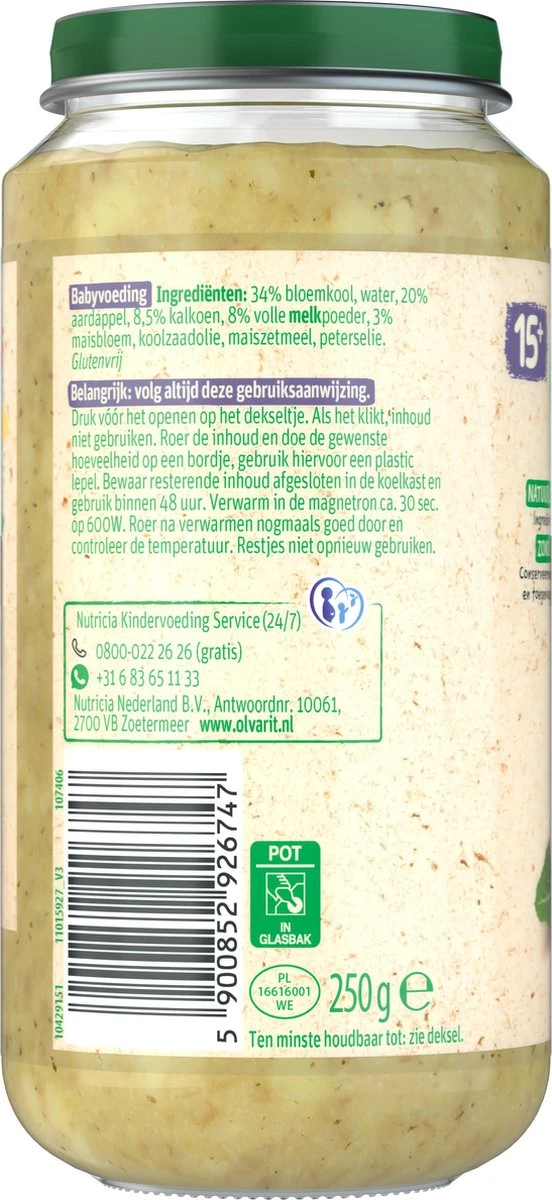 Babyvoeding Ingrediënten: 34% bloemkool, water, 20%
aardappel, 8,5% kalkoen, 8% volle melkpoeder, 3%
maïsbloem, koolzaadolie, maïszetmeel, peterselie.
Glutenvrij
Belangrijk: volg altijd deze gebruiksaanwijzing.
Druk vóór het openen op het dekseltje. Als het klikt, inhoud
niet gebruiken. Roer de inhoud en doe de gewenste
hoeveelheid op een bordje, gebruik hiervoor een plastic
lepel. Bewaar resterende inhoud afgesloten in de koelkast en
gebruik binnen 48 uur. Verwarm in de magnetron ca. 30 sec.
op 600W. Roer na verwarmen nogmaals goed door en
controleer de temperatuur. Restjes niet opnieuw gebruiken.
Nutricia Kindervoeding Service (24/7)
0800-022 26 26 (gratis)
+31 6 83 65 11 33
Nutricia Nederland B.V., Antwoordnr. 10061,
2700 VB Zoetermeer www.olvarit.nl
10429151 11015927 V3 107406
5 900852 926747
POT
IN
GLASBAK
PL
16616001
WE
250 g e
Ten minste houdbaar tot: zie deksel.
15+